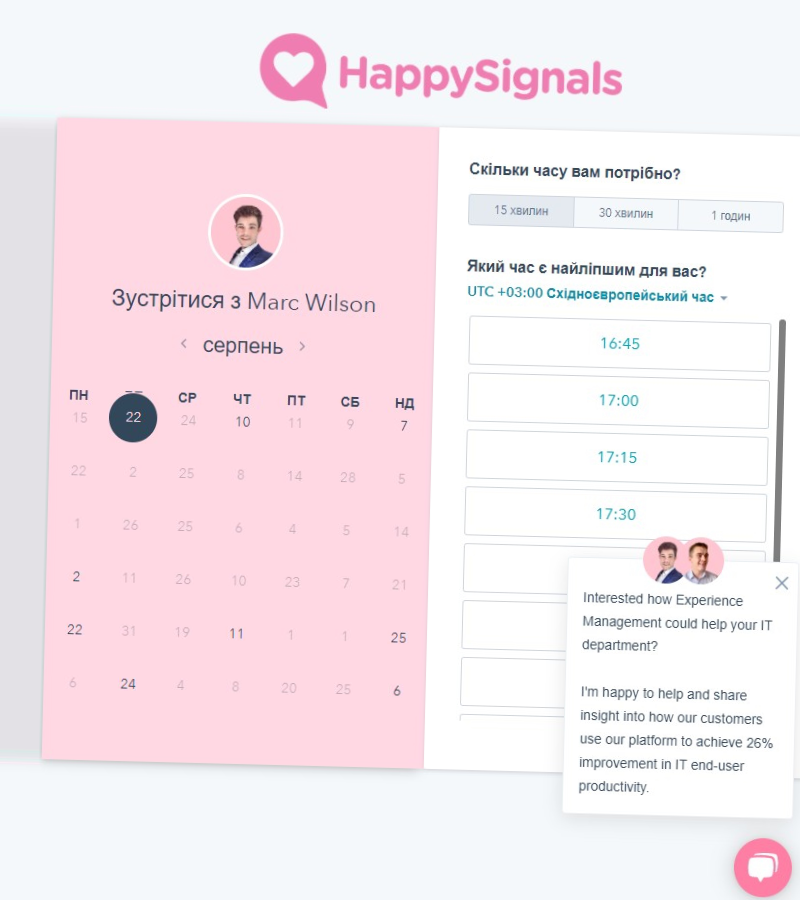 HappySignals
Зустрітися з Marc Wilson
серпень
ПН СР ЧТ ПТ СБ НД
15 22 24 10 11 9 7
22 2 25 8 14 28 5
1 26 25 6 4 5 14
2 11 26 10 23 7 21
22 31 19 11 1 1 25
6 24 4 8 20 25 6
Скільки часу вам потрібно?
15 хвилин 30 хвилин 1 годин
Який час є найліпшим для вас?
UTC +03:00 Східноєвропейський час
16:45
17:00
17:15
17:30
Interested how Experience
Management could help your IT
department?
I'm happy to help and share
insight into how our customers
use our platform to achieve 26%
improvement in IT end-user
productivity.